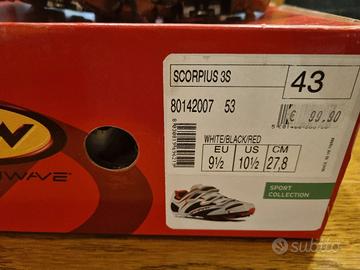 SCORPIUS 3S
43
80142007 53
€ 99,90
WHITE/BLACK/RED
EU US CM
9½ 10½ 27,8
SPORT
COLLECTION
WAVE
subito